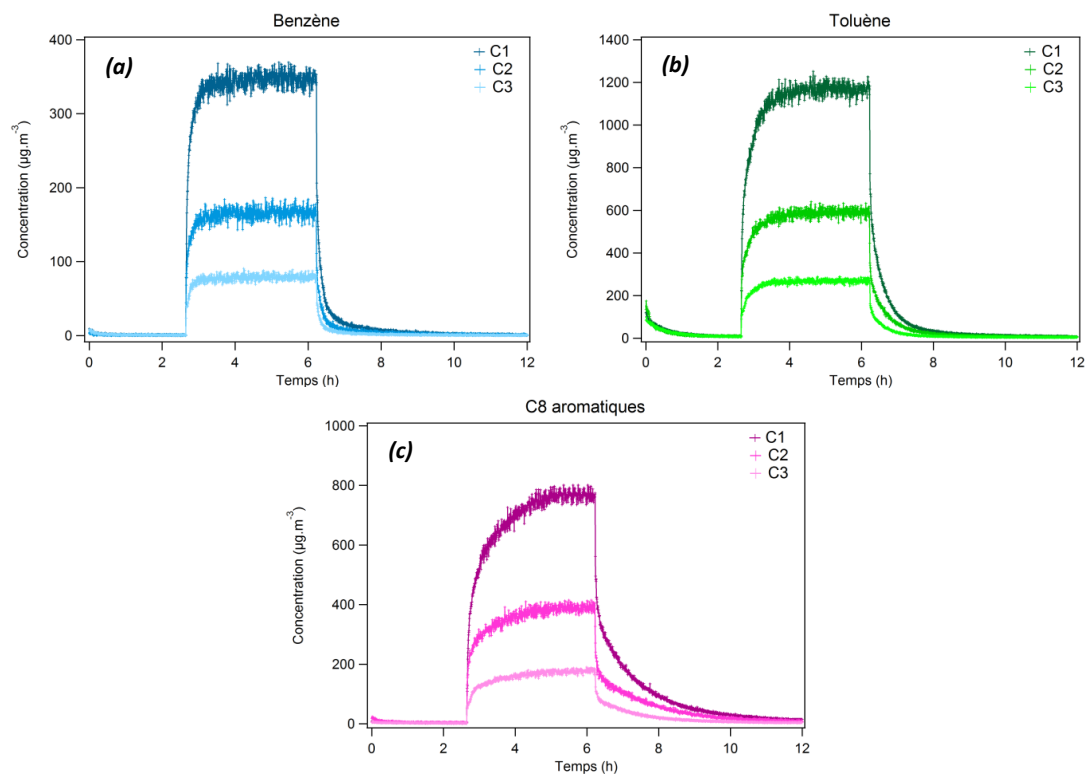 Benzène
(a)
C1
C2
C3
400
300
200
100
0
Concentration (µg.m⁻³)
0 2 4 6 8 10 12
Temps (h)
Toluène
(b)
C1
C2
C3
1400
1200
1000
800
600
400
200
0
Concentration (µg.m⁻³)
0 2 4 6 8 10 12
Temps (h)
C8 aromatiques
(c)
C1
C2
C3
1000
800
600
400
200
0
Concentration (µg.m⁻³)
0 2 4 6 8 10 12
Temps (h)